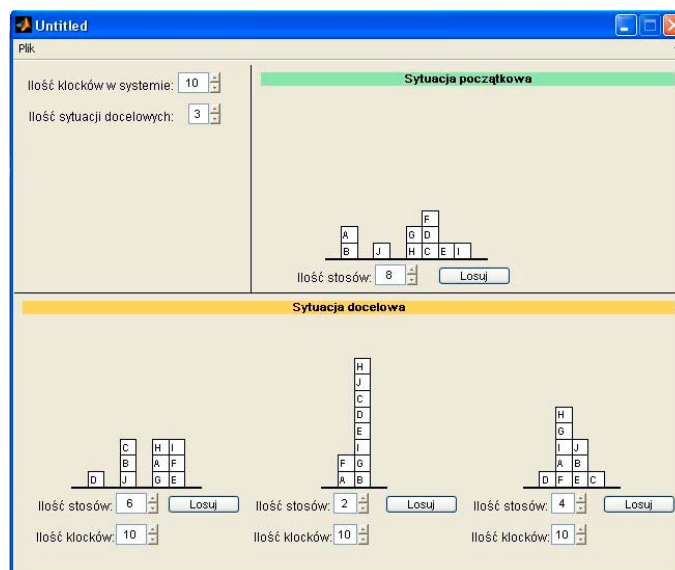 Untitled
Plik
Ilość klocków w systemie: 10
Ilość sytuacji docelowych: 3
Sytuacja początkowa
F
A G D
B J H C E I
Ilość stosów: 8 Losuj
Sytuacja docelowa
H
J
C
D
E
I
F G
A B
C H I
B A F
D J G E
H
G
I J
A B
D F E C
Ilość stosów: 6 Losuj
Ilość stosów: 2 Losuj
Ilość stosów: 4 Losuj
Ilość klocków: 10
Ilość klocków: 10
Ilość klocków: 10